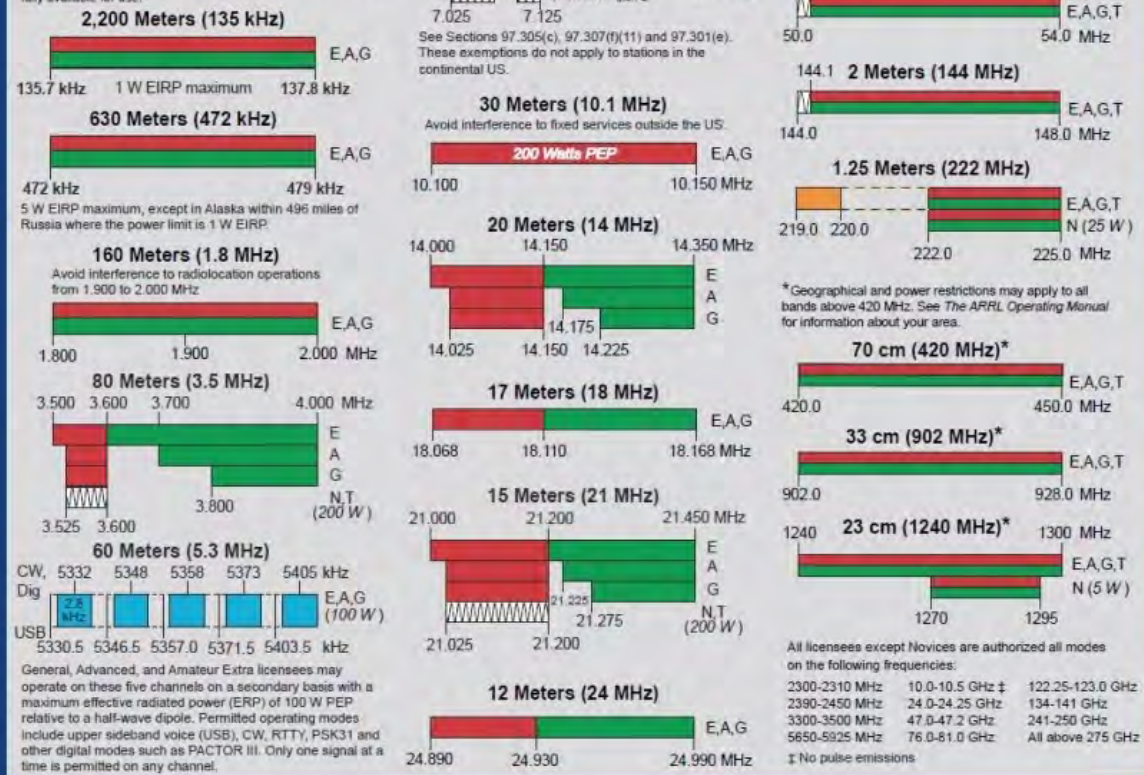 2,200 Meters (135 kHz)
E,A,G
135.7 kHz 1 W EIRP maximum 137.8 kHz
630 Meters (472 kHz)
E,A,G
472 kHz 479 kHz
5 W EIRP maximum, except in Alaska within 496 miles of
Russia where the power limit is 1 W EIRP.
160 Meters (1.8 MHz)
Avoid interference to radiolocation operations
from 1.900 to 2.000 MHz
E,A,G
1.800 1.900 2.000 MHz
80 Meters (3.5 MHz)
3.500 3.600 3.700 4.000 MHz
E
A
G
N,T
3.800 (200 W)
3.525 3.600
60 Meters (5.3 MHz)
CW, 5332 5348 5358 5373 5405 kHz
Dig
2.8
kHz
E,A,G
(100 W)
USB
5330.5 5346.5 5357.0 5371.5 5403.5 kHz
General, Advanced, and Amateur Extra licensees may
operate on these five channels on a secondary basis with a
maximum effective radiated power (ERP) of 100 W PEP
relative to a half-wave dipole. Permitted operating modes
include upper sideband voice (USB), CW, RTTY, PSK31 and
other digital modes such as PACTOR III. Only one signal at a
time is permitted on any channel.
7.025 7.125
See Sections 97.305(c), 97.307(f)(11) and 97.301(e).
These exemptions do not apply to stations in the
continental US.
30 Meters (10.1 MHz)
Avoid interference to fixed services outside the US.
200 Watts PEP
E,A,G
10.100 10.150 MHz
20 Meters (14 MHz)
14.000 14.150 14.350 MHz
E
A
G
14.175
14.025 14.150 14.225
17 Meters (18 MHz)
E,A,G
18.068 18.110 18.168 MHz
15 Meters (21 MHz)
21.000 21.200 21.450 MHz
E
A
G
21.225
N,T
21.275 (200 W)
21.025 21.200
12 Meters (24 MHz)
E,A,G
24.890 24.930 24.990 MHz
E,A,G,T
50.0 54.0 MHz
144.1 2 Meters (144 MHz)
E,A,G,T
144.0 148.0 MHz
1.25 Meters (222 MHz)
E,A,G,T
N (25 W)
219.0 220.0
222.0 225.0 MHz
*Geographical and power restrictions may apply to all
bands above 420 MHz. See The ARRL Operating Manual
for information about your area.
70 cm (420 MHz)*
E,A,G,T
420.0 450.0 MHz
33 cm (902 MHz)*
E,A,G,T
902.0 928.0 MHz
1240 23 cm (1240 MHz)* 1300 MHz
E,A,G,T
N (5 W)
1270 1295
All licensees except Novices are authorized all modes
on the following frequencies:
2300-2310 MHz 10.0-10.5 GHz ‡ 122.25-123.0 GHz
2390-2450 MHz 24.0-24.25 GHz 134-141 GHz
3300-3500 MHz 47.0-47.2 GHz 241-250 GHz
5650-5925 MHz 76.0-81.0 GHz All above 275 GHz
‡ No pulse emissions